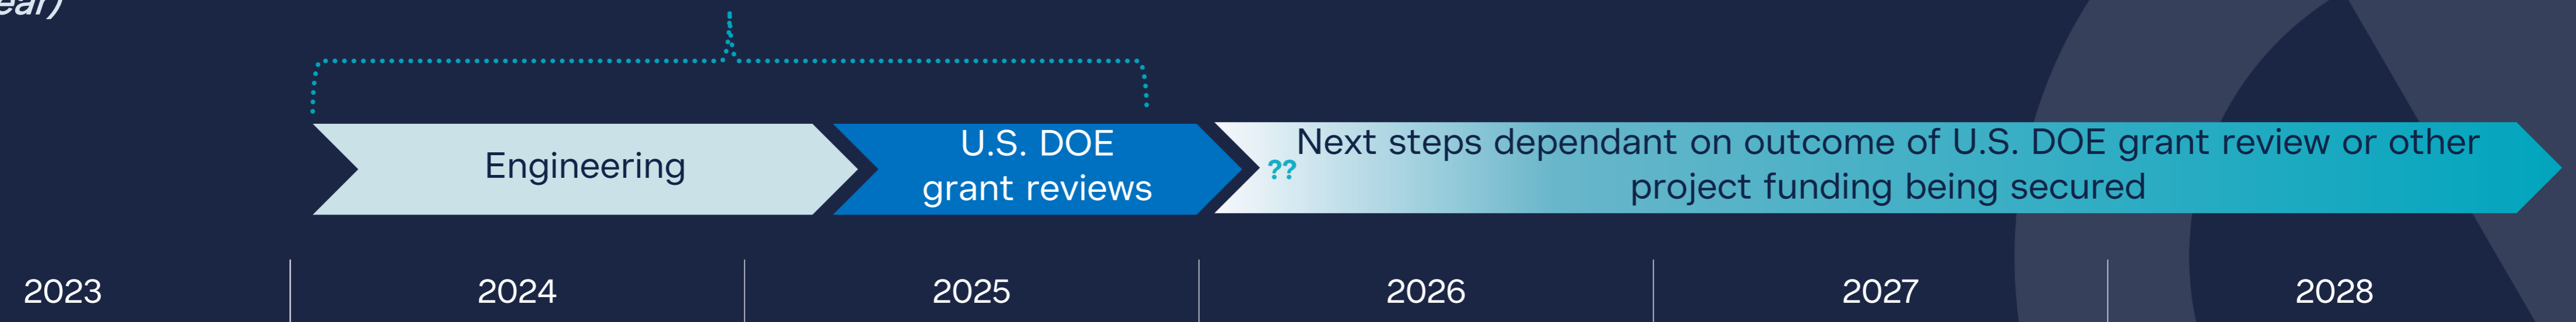 Engineering
U.S. DOE
grant reviews
??
Next steps dependant on outcome of U.S. DOE grant review or other
project funding being secured
2023
2024
2025
2026
2027
2028